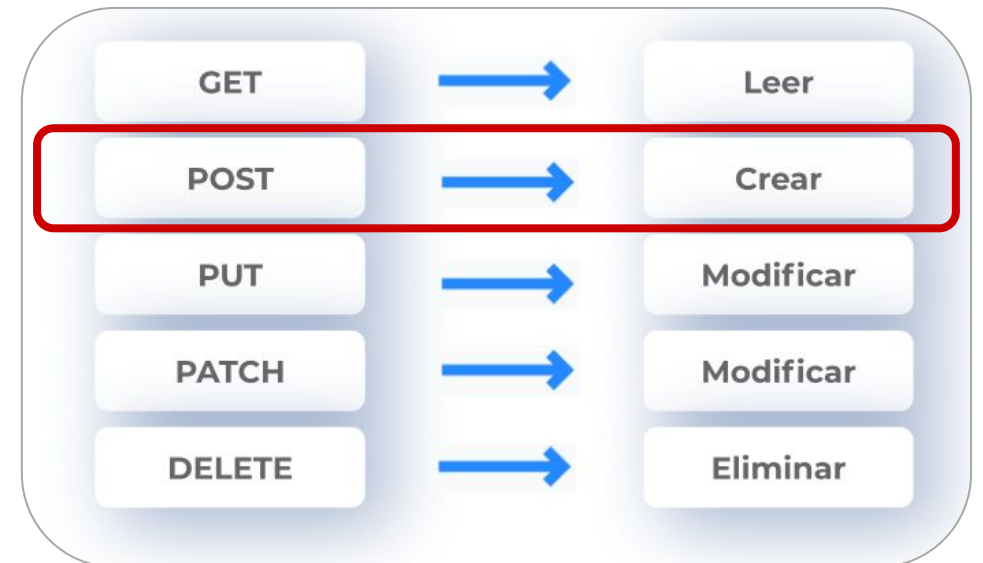 GET Leer
POST Crear
PUT Modificar
PATCH Modificar
DELETE Eliminar